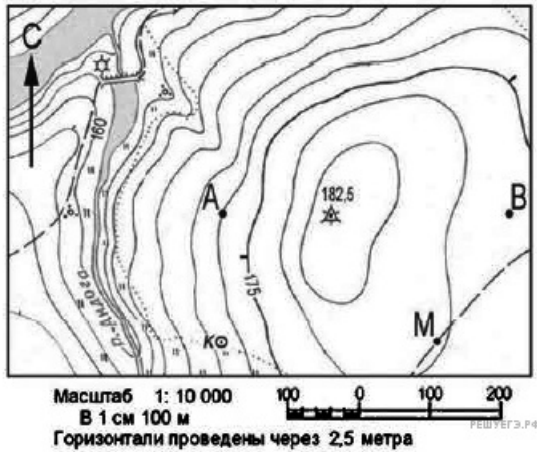 С
160
182,5
А
В
175
р. Андога
М
К
Масштаб 1: 10 000
100 0 100 200
В 1 см 100 м
РЕШУЕГЭ.РФ
Горизонтали проведены через 2,5 метра